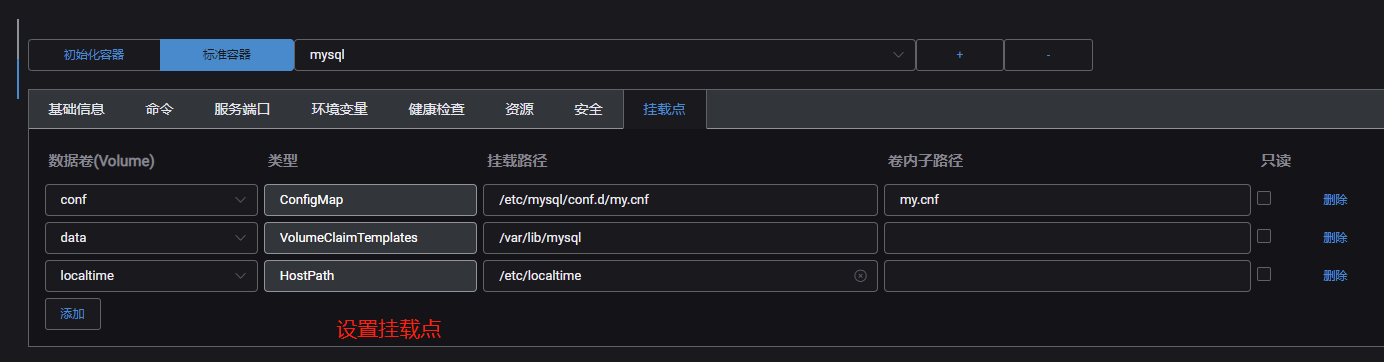 初始化容器 标准容器 mysql + -
基础信息 命令 服务端口 环境变量 健康检查 资源 安全 挂载点
数据卷(Volume) 类型 挂载路径 卷内子路径 只读
conf ConfigMap /etc/mysql/conf.d/my.cnf my.cnf 删除
data VolumeClaimTemplates /var/lib/mysql 删除
localtime HostPath /etc/localtime 删除
添加
设置挂载点